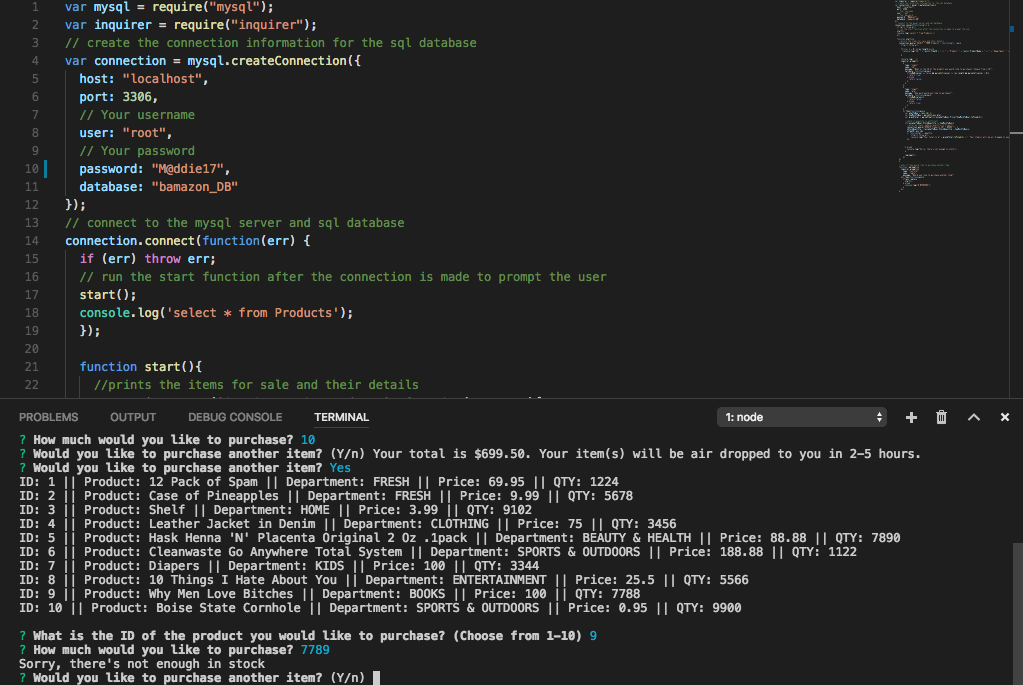 1 var mysql = require("mysql");
2 var inquirer = require("inquirer");
3 // create the connection information for the sql database
4 var connection = mysql.createConnection({
5 host: "localhost",
6 port: 3306,
7 // Your username
8 user: "root",
9 // Your password
10 password: "M@ddie17",
11 database: "bamazon_DB"
12 });
13 // connect to the mysql server and sql database
14 connection.connect(function(err) {
15 if (err) throw err;
16 // run the start function after the connection is made to prompt the user
17 start();
18 console.log('select * from Products');
19 });
20
21 function start(){
22 //prints the items for sale and their details
PROBLEMS OUTPUT DEBUG CONSOLE TERMINAL 1: node
? How much would you like to purchase? 10
? Would you like to purchase another item? (Y/n) Your total is $699.50. Your item(s) will be air dropped to you in 2-5 hours.
? Would you like to purchase another item? Yes
ID: 1 || Product: 12 Pack of Spam || Department: FRESH || Price: 69.95 || QTY: 1224
ID: 2 || Product: Case of Pineapples || Department: FRESH || Price: 9.99 || QTY: 5678
ID: 3 || Product: Shelf || Department: HOME || Price: 3.99 || QTY: 9102
ID: 4 || Product: Leather Jacket in Denim || Department: CLOTHING || Price: 75 || QTY: 3456
ID: 5 || Product: Hask Henna 'N' Placenta Original 2 Oz .1pack || Department: BEAUTY & HEALTH || Price: 88.88 || QTY: 7890
ID: 6 || Product: Cleanwaste Go Anywhere Total System || Department: SPORTS & OUTDOORS || Price: 188.88 || QTY: 1122
ID: 7 || Product: Diapers || Department: KIDS || Price: 100 || QTY: 3344
ID: 8 || Product: 10 Things I Hate About You || Department: ENTERTAINMENT || Price: 25.5 || QTY: 5566
ID: 9 || Product: Why Men Love Bitches || Department: BOOKS || Price: 100 || QTY: 7788
ID: 10 || Product: Boise State Cornhole || Department: SPORTS & OUTDOORS || Price: 0.95 || QTY: 9900
? What is the ID of the product you would like to purchase? (Choose from 1-10) 9
? How much would you like to purchase? 7789
Sorry, there's not enough in stock
? Would you like to purchase another item? (Y/n)